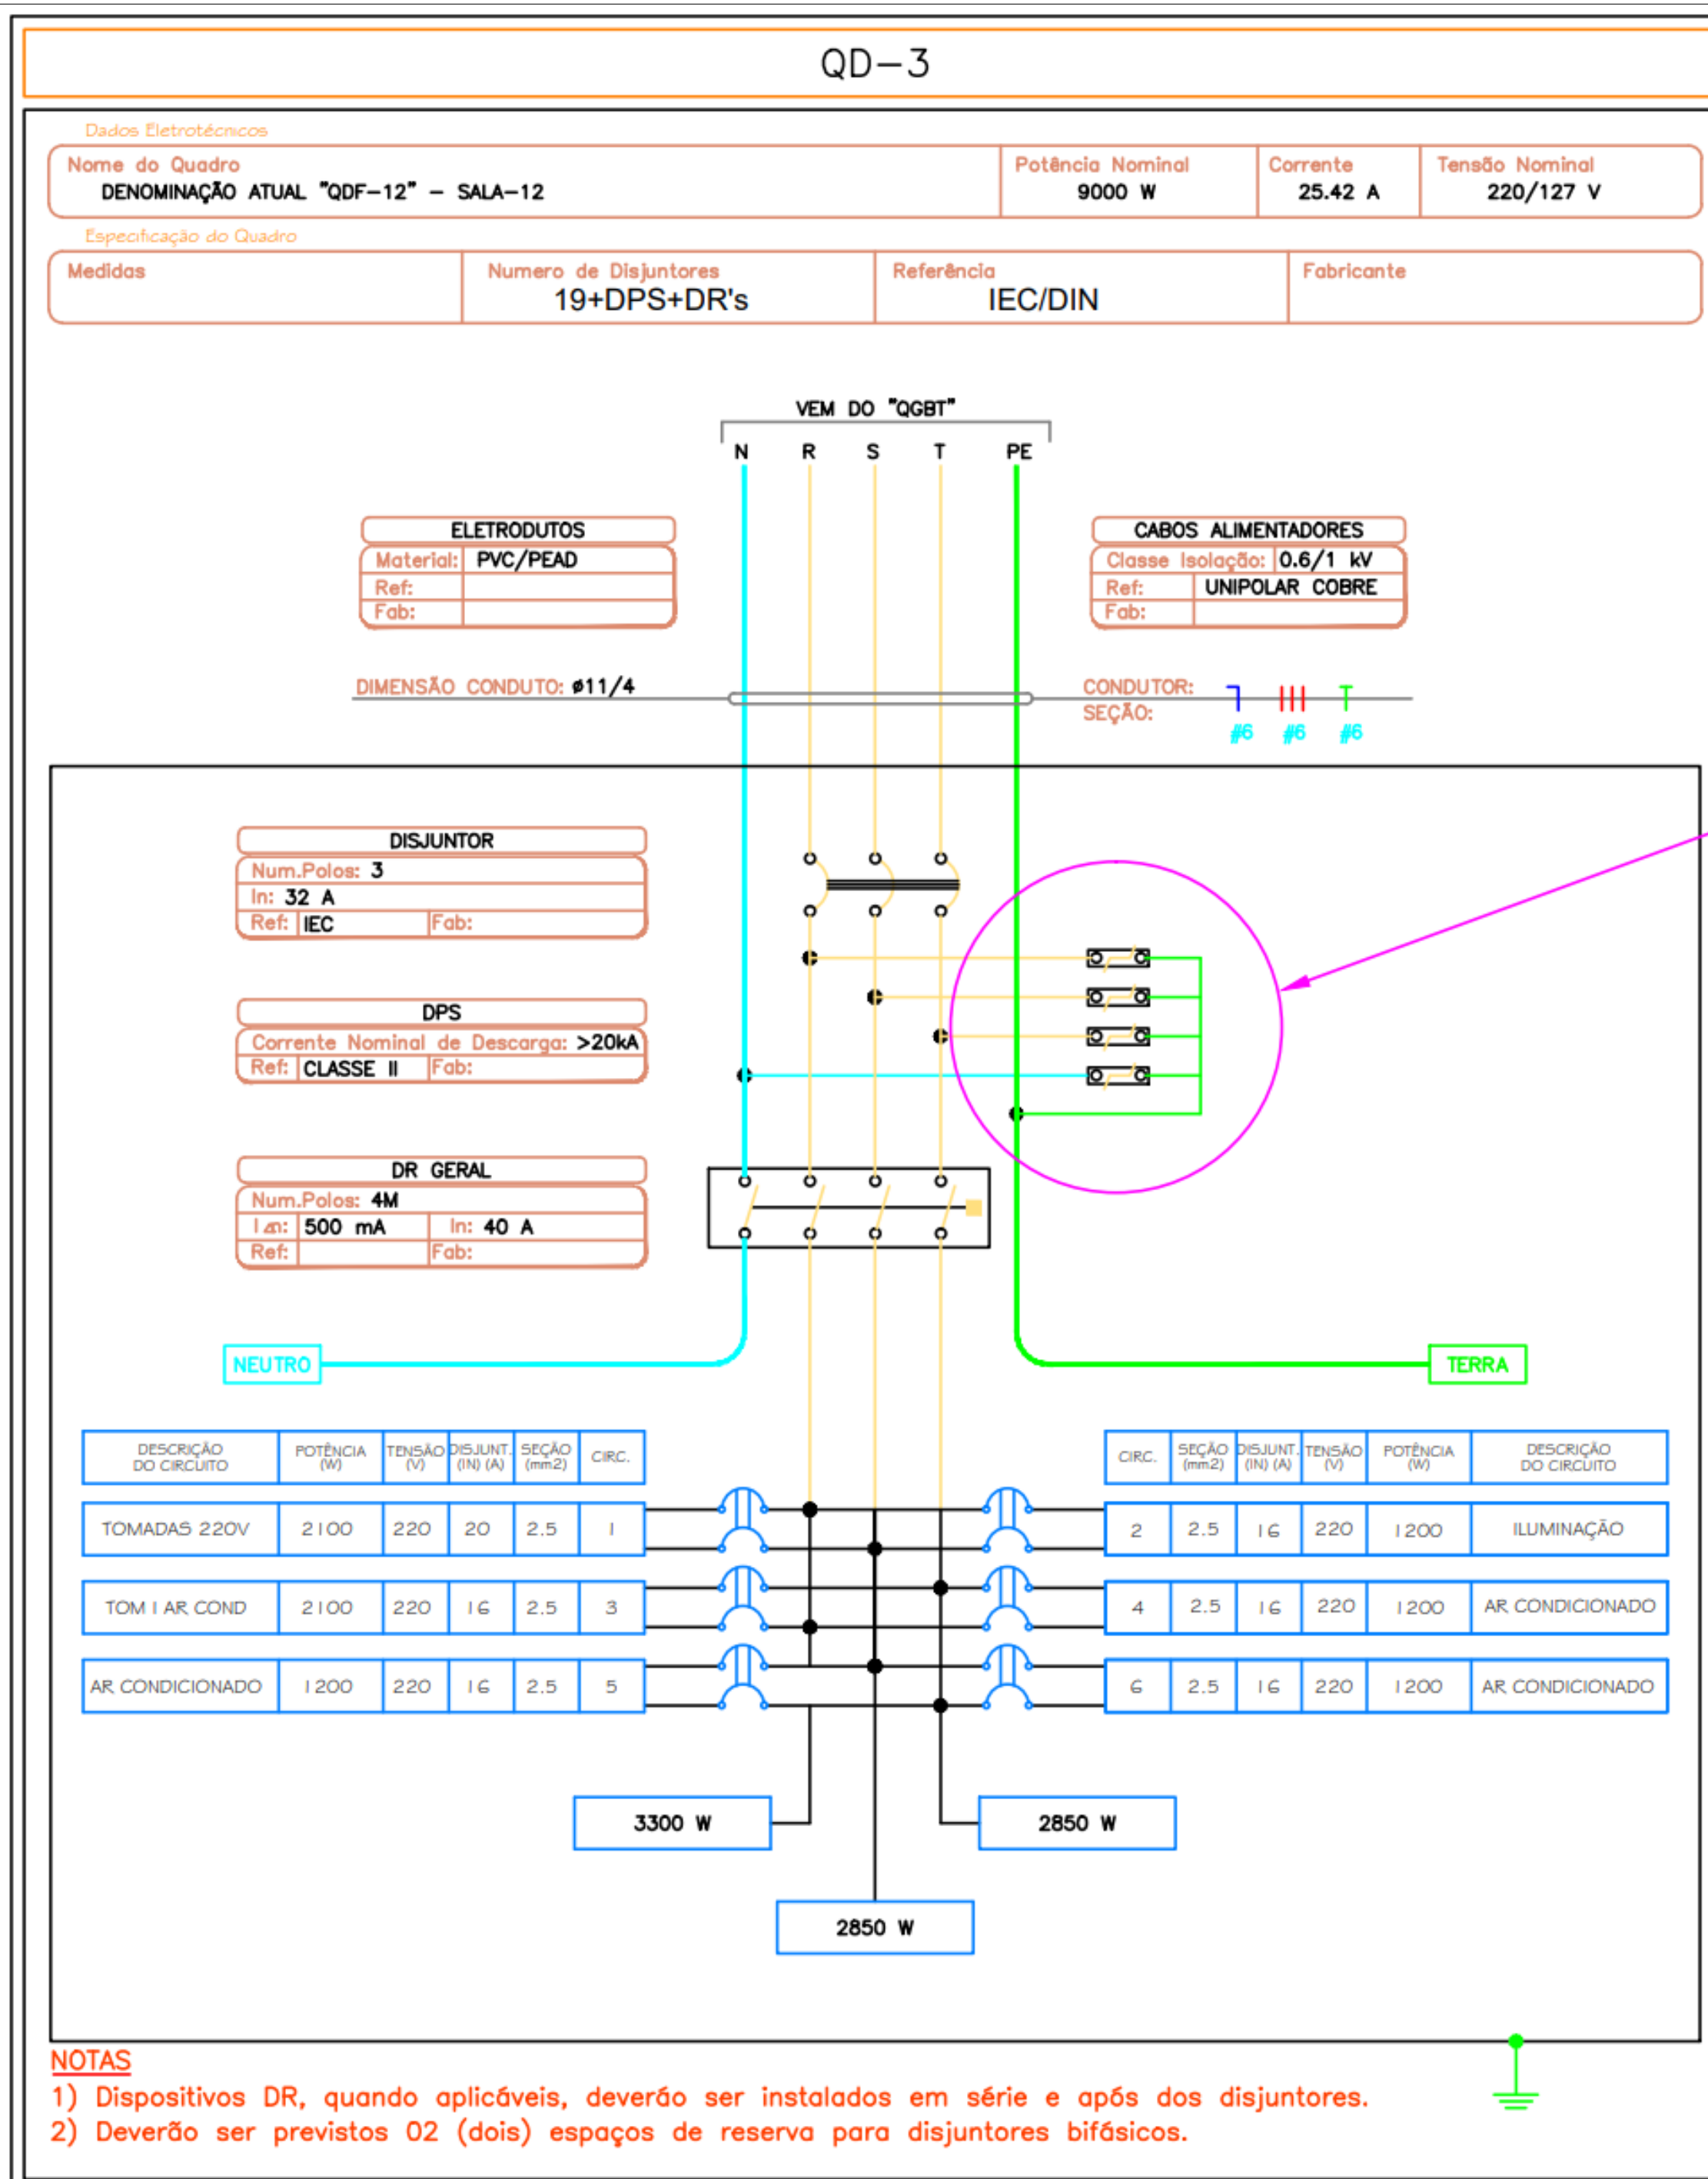 QD-3
Dados Eletrotécnicos
Nome do Quadro
DENOMINAÇÃO ATUAL "QDF-12" - SALA-12
Potência Nominal
9000 W
Corrente
25.42 A
Tensão Nominal
220/127 V
Especificação do Quadro
Medidas
Numero de Disjuntores
19+DPS+DR's
Referência
IEC/DIN
Fabricante
VEM DO "QGBT"
N R S T PE
ELETRODUTOS
Material: PVC/PEAD
Ref:
Fab:
CABOS ALIMENTADORES
Classe Isolação: 0.6/1 kV
Ref: UNIPOLAR COBRE
Fab:
DIMENSÃO CONDUTO: ø11/4
CONDUTOR:
SEÇÃO:
#6 #6 #6
DISJUNTOR
Num.Polos: 3
In: 32 A
Ref: IEC Fab:
DPS
Corrente Nominal de Descarga: >20kA
Ref: CLASSE II Fab:
DR GERAL
Num.Polos: 4M
I∆n: 500 mA In: 40 A
Ref: Fab:
NEUTRO
TERRA
DESCRIÇÃO DO CIRCUITO POTÊNCIA (W) TENSÃO (V) DISJUNT. (IN) (A) SEÇÃO (mm2) CIRC.
TOMADAS 220V 2100 220 20 2.5 1
TOM 1 AR COND 2100 220 16 2.5 3
AR CONDICIONADO 1200 220 16 2.5 5
CIRC. SEÇÃO (mm2) DISJUNT. (IN) (A) TENSÃO (V) POTÊNCIA (W) DESCRIÇÃO DO CIRCUITO
2 2.5 16 220 1200 ILUMINAÇÃO
4 2.5 16 220 1200 AR CONDICIONADO
6 2.5 16 220 1200 AR CONDICIONADO
3300 W
2850 W
2850 W
NOTAS
1) Dispositivos DR, quando aplicáveis, deverão ser instalados em série e após dos disjuntores.
2) Deverão ser previstos 02 (dois) espaços de reserva para disjuntores bifásicos.